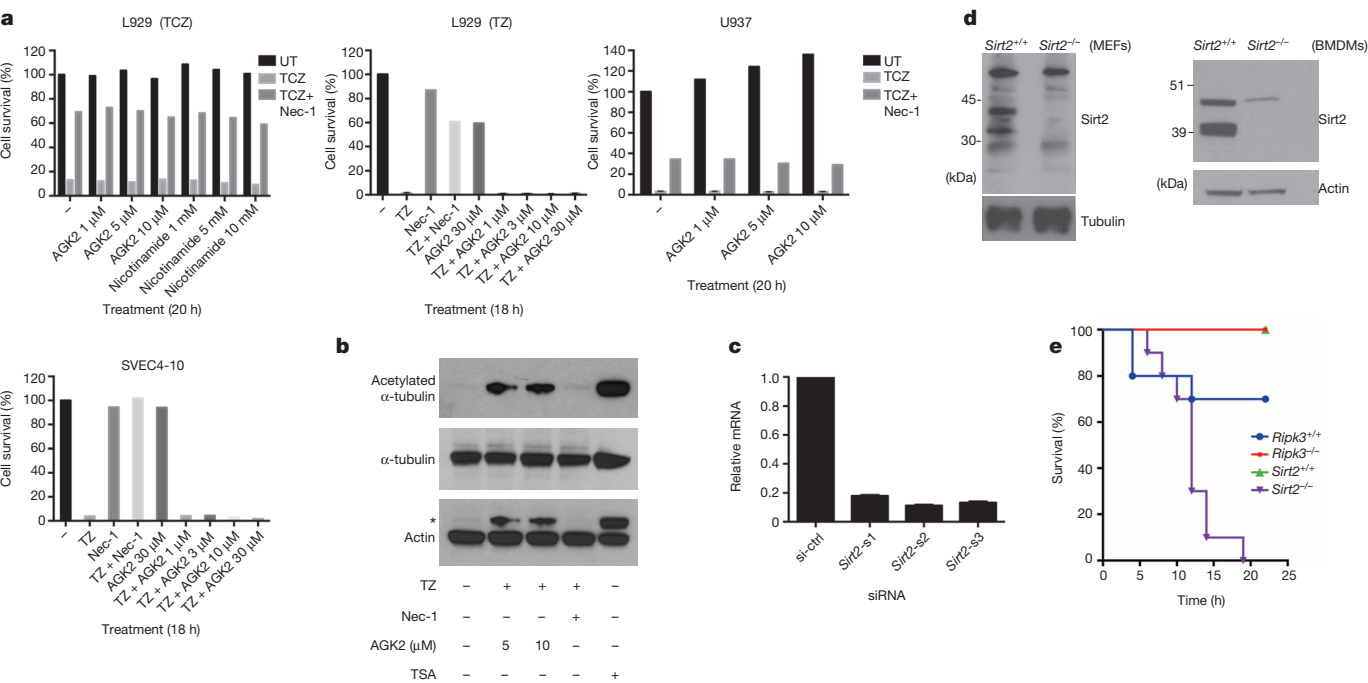 a
L929 (TCZ)
Cell survival (%)
120
100
80
60
40
20
0
UT
TCZ
TCZ+
Nec-1
–
AGK2 1 µM
AGK2 5 µM
AGK2 10 µM
Nicotinamide 1 mM
Nicotinamide 5 mM
Nicotinamide 10 mM
Treatment (20 h)
L929 (TZ)
Cell survival (%)
120
100
80
60
40
20
0
–
TZ
Nec-1
TZ + Nec-1
AGK2 30 µM
TZ + AGK2 1 µM
TZ + AGK2 3 µM
TZ + AGK2 10 µM
TZ + AGK2 30 µM
Treatment (18 h)
U937
Cell survival (%)
140
120
100
80
60
40
20
0
UT
TCZ
TCZ+
Nec-1
–
AGK2 1 µM
AGK2 5 µM
AGK2 10 µM
Treatment (20 h)
SVEC4-10
Cell survival (%)
120
100
80
60
40
20
0
–
TZ
Nec-1
TZ + Nec-1
AGK2 30 µM
TZ + AGK2 1 µM
TZ + AGK2 3 µM
TZ + AGK2 10 µM
TZ + AGK2 30 µM
Treatment (18 h)
b
Acetylated
α-tubulin
α-tubulin
*
Actin
TZ – + + + –
Nec-1 – – – + –
AGK2 (µM) – 5 10 – –
TSA – – – – +
c
Relative mRNA
1.0
0.8
0.6
0.4
0.2
0
si-ctrl
Sirt2-s1
Sirt2-s2
Sirt2-s3
siRNA
d
Sirt2+/+ Sirt2–/– (MEFs)
45-
30-
(kDa)
Sirt2
Tubulin
Sirt2+/+ Sirt2–/– (BMDMs)
51
39
(kDa)
Sirt2
Actin
e
Survival (%)
100
80
60
40
20
0
0 5 10 15 20 25
Time (h)
Ripk3+/+
Ripk3–/–
Sirt2+/+
Sirt2–/–